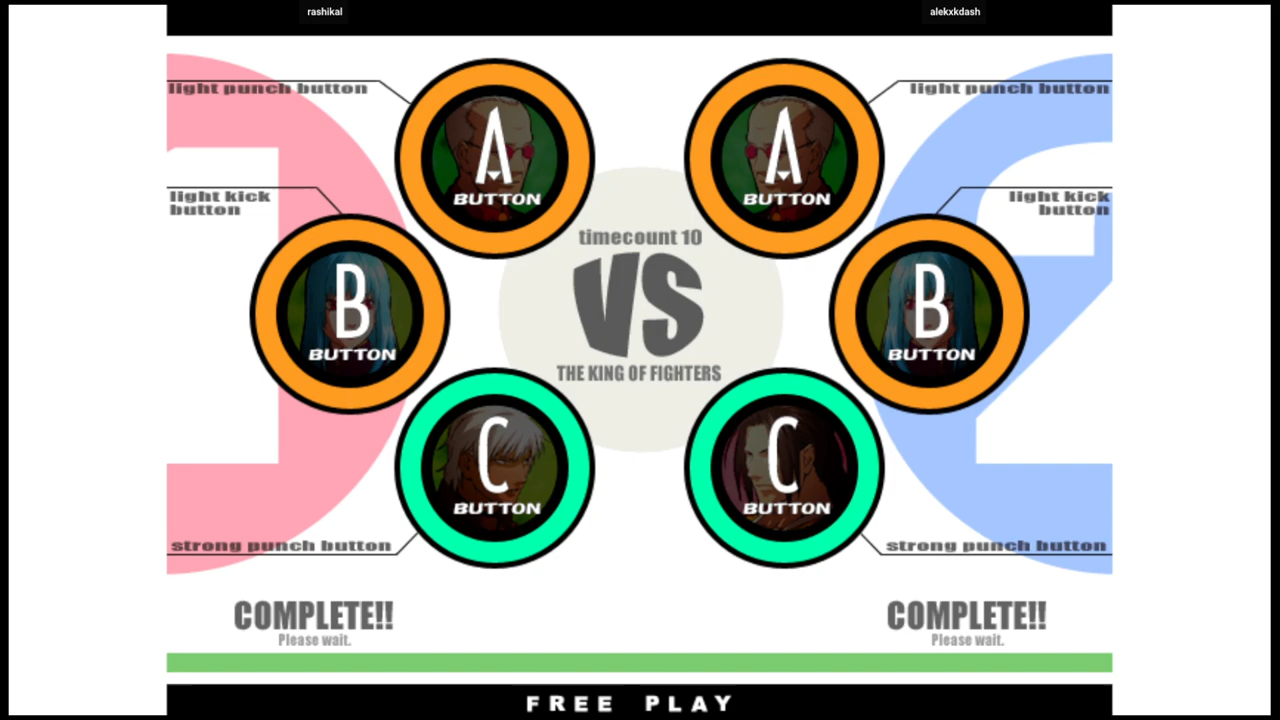 rashikal
alekxkdash
light punch button
light punch button
A
BUTTON
A
BUTTON
light kick
button
light kick
button
timecount 10
VS
THE KING OF FIGHTERS
B
BUTTON
B
BUTTON
C
BUTTON
C
BUTTON
strong punch button
strong punch button
COMPLETE!!
Please wait.
COMPLETE!!
Please wait.
FREE PLAY